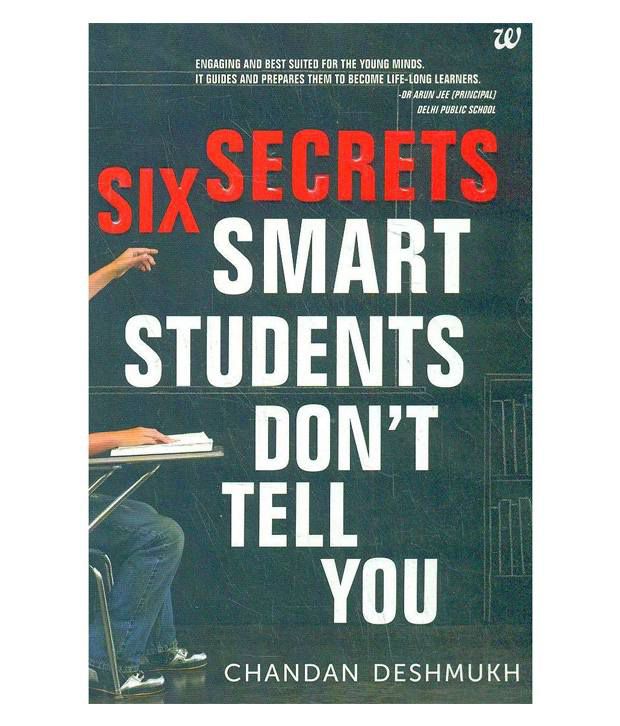 W
ENGAGING AND BEST SUITED FOR THE YOUNG MINDS.
IT GUIDES AND PREPARES THEM TO BECOME LIFE-LONG LEARNERS.
-DR ARUN JEE (PRINCIPAL)
DELHI PUBLIC SCHOOL
SIX SECRETS
SMART
STUDENTS
DON'T
TELL
YOU
CHANDAN DESHMUKH